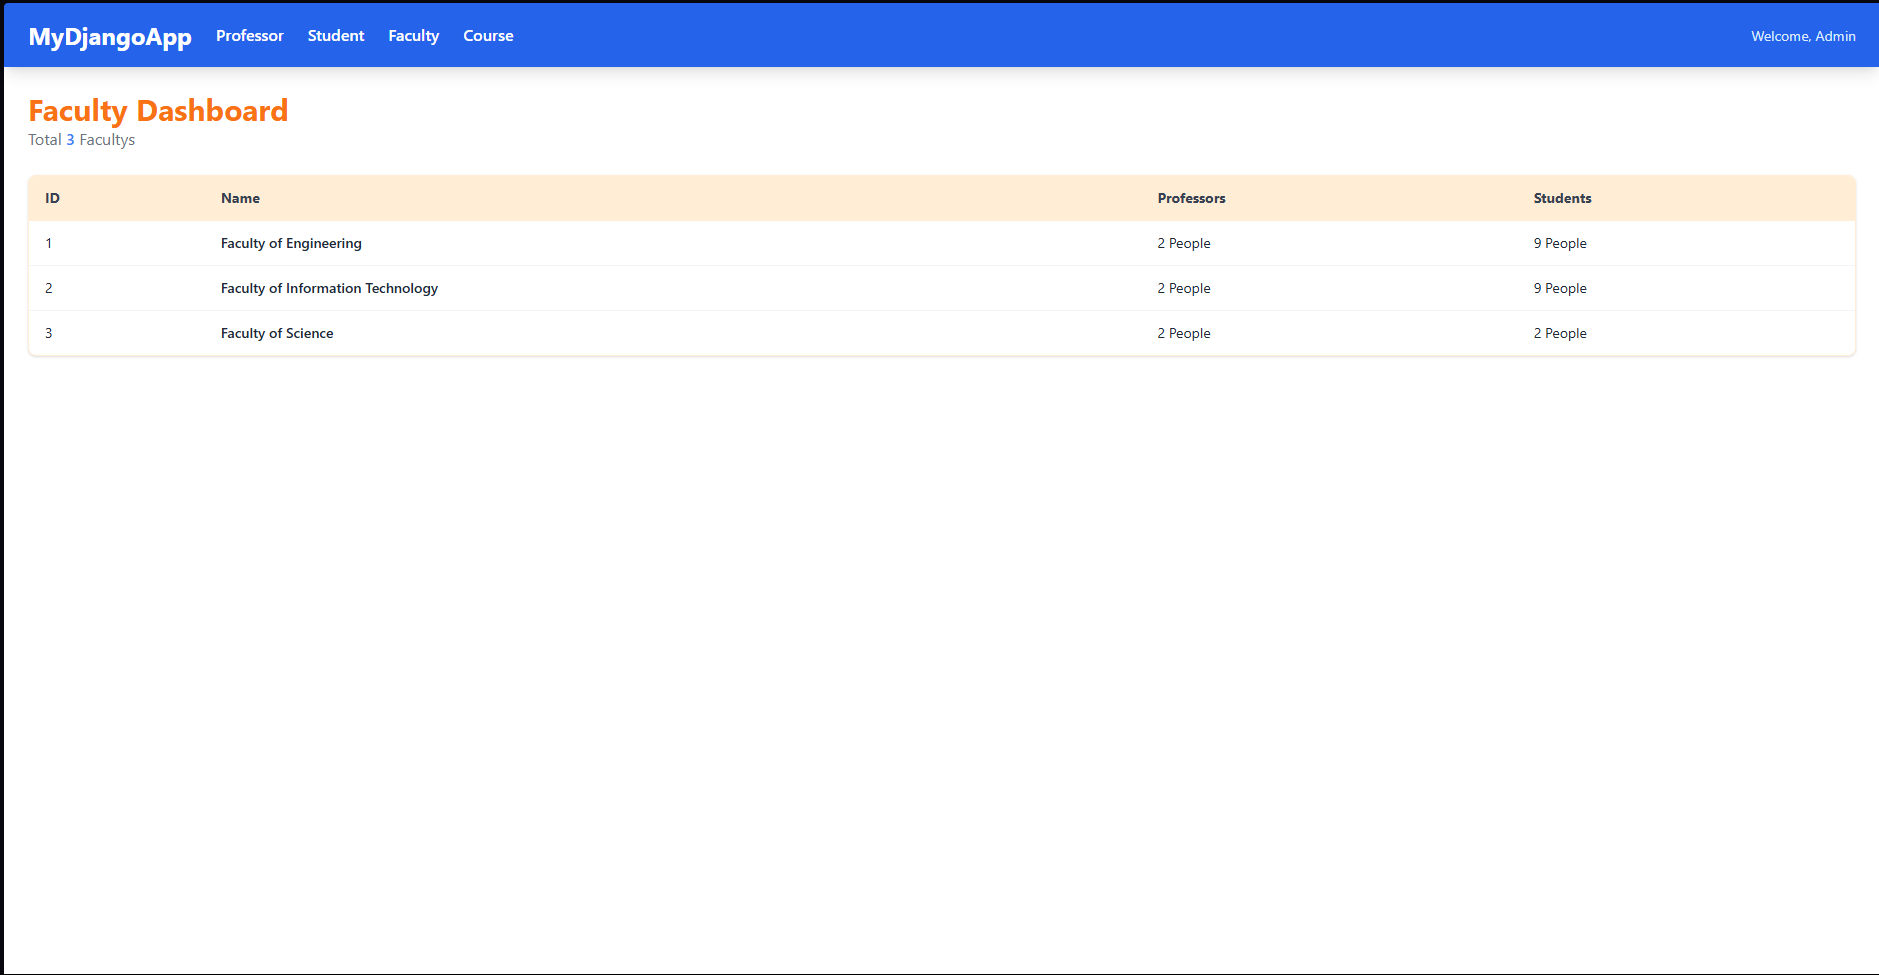 MyDjangoApp Professor Student Faculty Course Welcome, Admin
Faculty Dashboard
Total 3 Facultys
ID Name Professors Students
1 Faculty of Engineering 2 People 9 People
2 Faculty of Information Technology 2 People 9 People
3 Faculty of Science 2 People 2 People